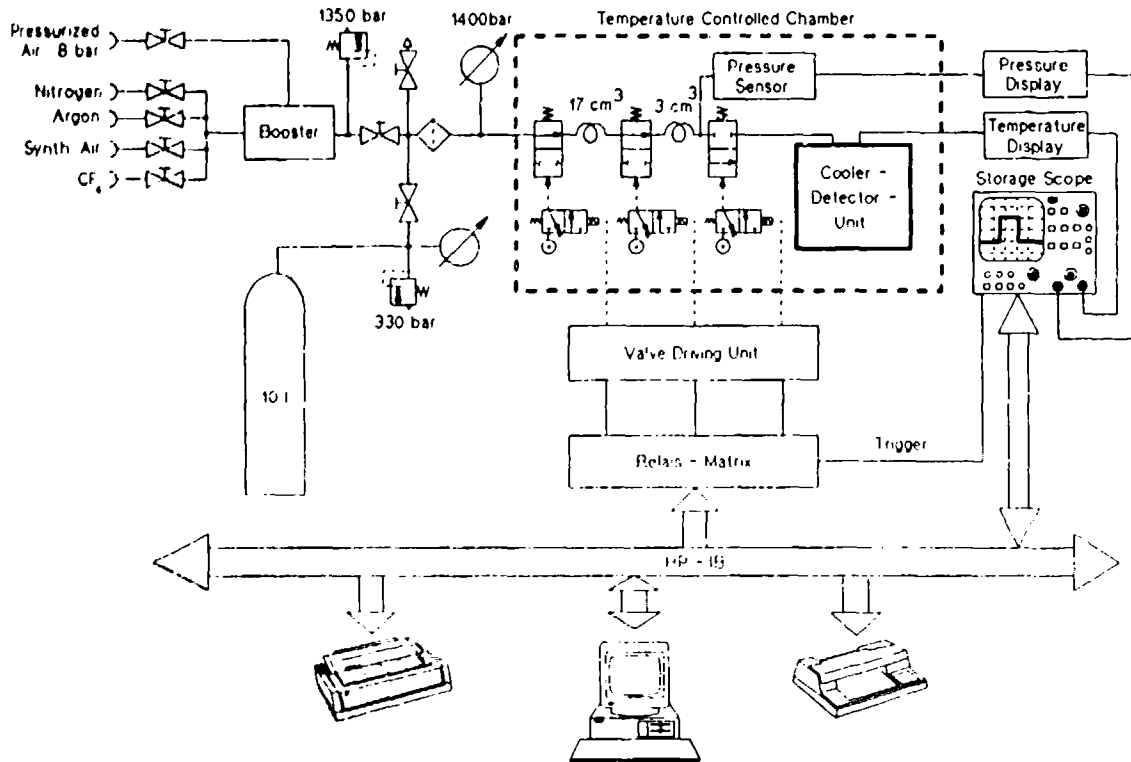 1350 bar
1400bar
Temperature Controlled Chamber
Pressurized
Air 8 bar
Nitrogen
Argon
Synth Air
CF4
Booster
17 cm3
3 cm3
Pressure
Sensor
Pressure
Display
Temperature
Display
Cooler -
Detector -
Unit
Storage Scope
330 bar
10 l
Valve Driving Unit
Relais - Matrix
Trigger
HP - IB